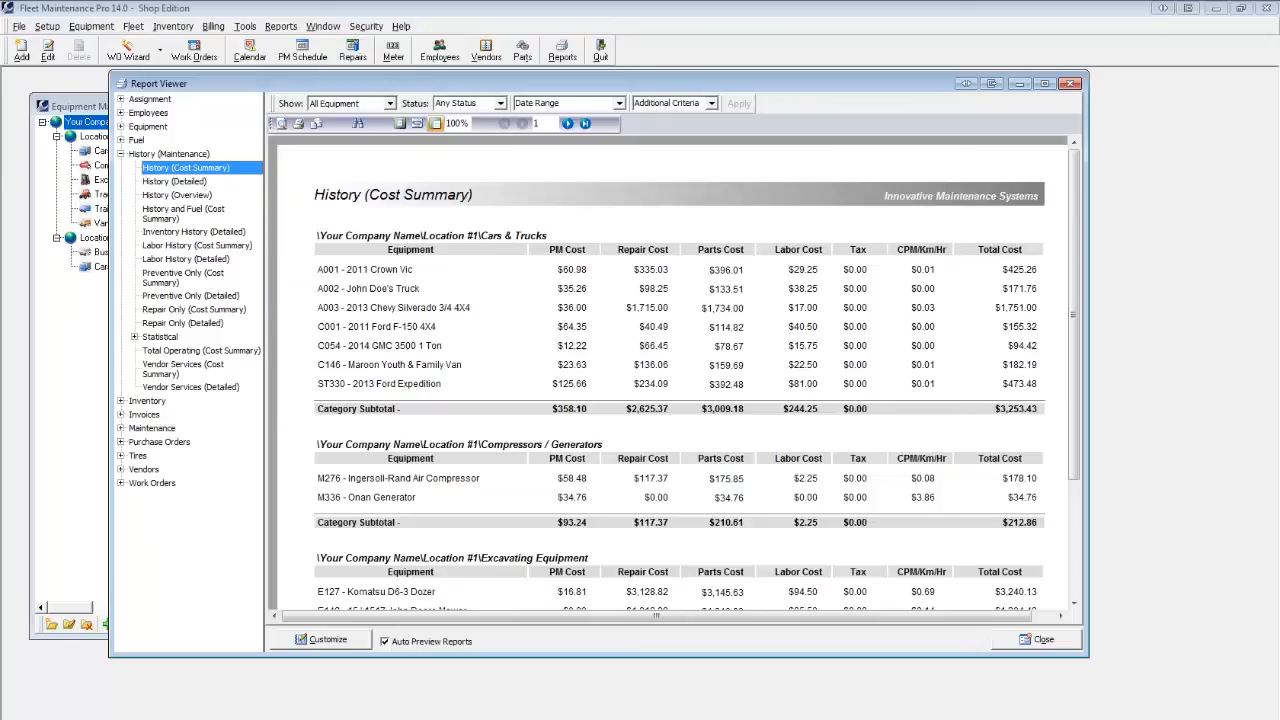 Fleet Maintenance Pro 14.0 - Shop Edition
File Setup Equipment Fleet Inventory Billing Tools Reports Window Security Help
Add Edit Delete WO Wizard Work Orders Calendar PM Schedule Repairs Meter Employees Vendors Parts Reports Quit
Equipment Ma
Your Compa
Location
Cars
Con
Exc
Tra
Trai
Van
Location
Bus
Cars
Report Viewer
Assignment
Employees
Equipment
Fuel
History (Maintenance)
History (Cost Summary)
History (Detailed)
History (Overview)
History and Fuel (Cost
Summary)
Inventory History (Detailed)
Labor History (Cost Summary)
Labor History (Detailed)
Preventive Only (Cost
Summary)
Preventive Only (Detailed)
Repair Only (Cost Summary)
Repair Only (Detailed)
Statistical
Total Operating (Cost Summary)
Vendor Services (Cost
Summary)
Vendor Services (Detailed)
Inventory
Invoices
Maintenance
Purchase Orders
Tires
Vendors
Work Orders
Show: All Equipment Status: Any Status Date Range Additional Criteria Apply
100% 1
History (Cost Summary) Innovative Maintenance Systems
\Your Company Name\Location #1\Cars & Trucks
Equipment PM Cost Repair Cost Parts Cost Labor Cost Tax CPM/Km/Hr Total Cost
A001 - 2011 Crown Vic $60.98 $335.03 $396.01 $29.25 $0.00 $0.01 $425.26
A002 - John Doe's Truck $35.26 $98.25 $133.51 $38.25 $0.00 $0.00 $171.76
A003 - 2013 Chevy Silverado 3/4 4X4 $36.00 $1,715.00 $1,734.00 $17.00 $0.00 $0.03 $1,751.00
C001 - 2011 Ford F-150 4X4 $64.35 $40.49 $114.82 $40.50 $0.00 $0.00 $155.32
C054 - 2014 GMC 3500 1 Ton $12.22 $66.45 $78.67 $15.75 $0.00 $0.00 $94.42
C146 - Maroon Youth & Family Van $23.63 $136.06 $159.69 $22.50 $0.00 $0.01 $182.19
ST330 - 2013 Ford Expedition $125.66 $234.09 $392.48 $81.00 $0.00 $0.01 $473.48
Category Subtotal - $358.10 $2,625.37 $3,009.18 $244.25 $0.00 $3,253.43
\Your Company Name\Location #1\Compressors / Generators
Equipment PM Cost Repair Cost Parts Cost Labor Cost Tax CPM/Km/Hr Total Cost
M276 - Ingersoll-Rand Air Compressor $58.48 $117.37 $175.85 $2.25 $0.00 $0.08 $178.10
M336 - Onan Generator $34.76 $0.00 $34.76 $0.00 $0.00 $3.86 $34.76
Category Subtotal - $93.24 $117.37 $210.61 $2.25 $0.00 $212.86
\Your Company Name\Location #1\Excavating Equipment
Equipment PM Cost Repair Cost Parts Cost Labor Cost Tax CPM/Km/Hr Total Cost
E127 - Komatsu D6-3 Dozer $16.81 $3,128.82 $3,145.63 $94.50 $0.00 $0.69 $3,240.13
Customize Auto Preview Reports Close